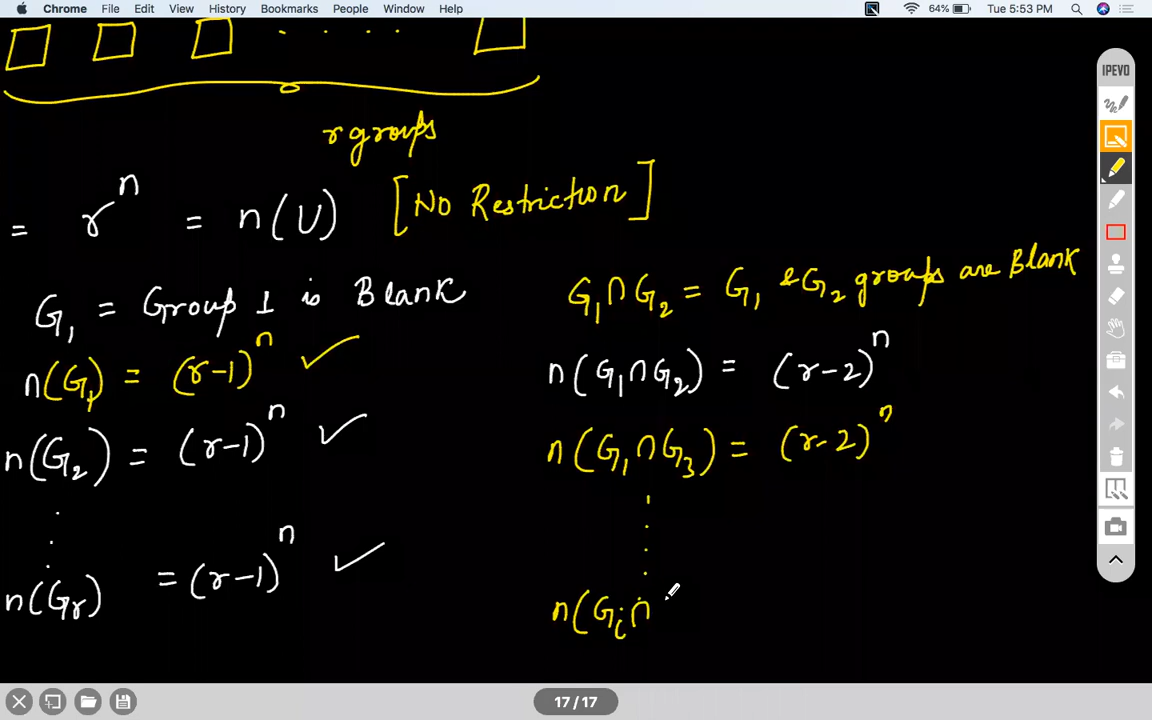 Chrome File Edit View History Bookmarks People Window Help 64% Tue 5:53 PM
IPEVO
r groups
= r^n = n(U) [No Restriction]
G₁ = Group 1 is Blank
n(G₁) = (r-1)^n ✓
n(G₂) = (r-1)^n ✓
.
.
.
n(Gr) = (r-1)^n ✓
G₁∩G₂ = G₁ & G₂ groups are Blank
n(G₁∩G₂) = (r-2)^n
n(G₁∩G₃) = (r-2)^n
.
.
.
.
n(Gi∩
17/17